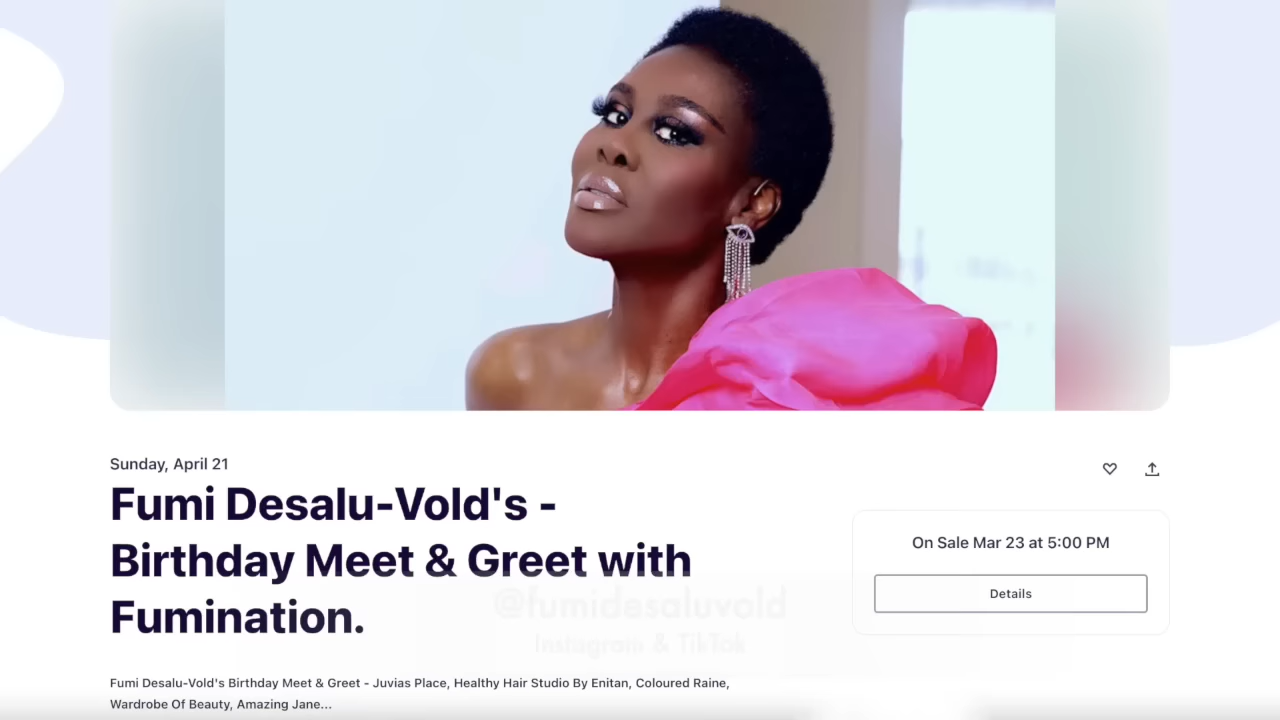 Sunday, April 21
Fumi Desalu-Vold's -
Birthday Meet & Greet with
Fumination.
On Sale Mar 23 at 5:00 PM
Details
@fumidesaluvold
Instagram & TikTok
Fumi Desalu-Vold's Birthday Meet & Greet - Juvias Place, Healthy Hair Studio By Enitan, Coloured Raine,
Wardrobe Of Beauty, Amazing Jane...